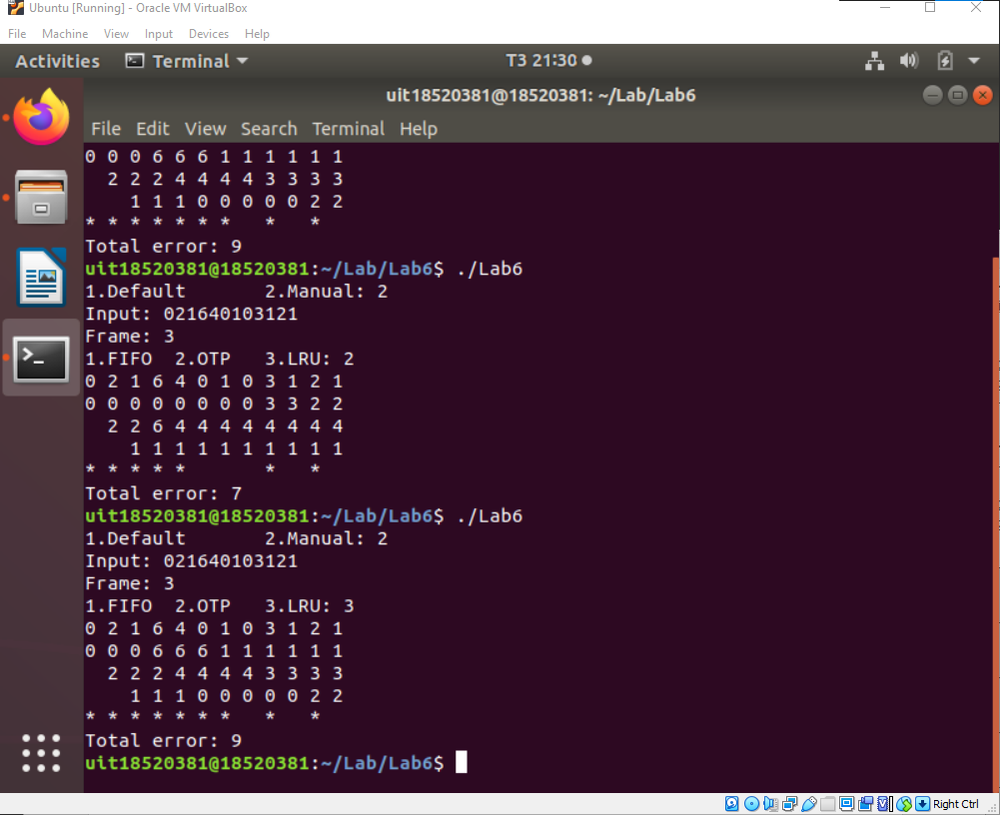 Ubuntu [Running] - Oracle VM VirtualBox
File Machine View Input Devices Help
Activities Terminal T3 21:30
uit18520381@18520381: ~/Lab/Lab6
File Edit View Search Terminal Help
0 0 0 6 6 6 1 1 1 1 1 1
  2 2 2 4 4 4 4 3 3 3 3
    1 1 1 0 0 0 0 0 2 2
* * * * * * *   *   *
Total error: 9
uit18520381@18520381:~/Lab/Lab6$ ./Lab6
1.Default       2.Manual: 2
Input: 021640103121
Frame: 3
1.FIFO  2.OTP   3.LRU: 2
0 2 1 6 4 0 1 0 3 1 2 1
0 0 0 0 0 0 0 0 3 3 2 2
  2 2 6 4 4 4 4 4 4 4 4
    1 1 1 1 1 1 1 1 1 1
* * * * *       *   *
Total error: 7
uit18520381@18520381:~/Lab/Lab6$ ./Lab6
1.Default       2.Manual: 2
Input: 021640103121
Frame: 3
1.FIFO  2.OTP   3.LRU: 3
0 2 1 6 4 0 1 0 3 1 2 1
0 0 0 6 6 6 1 1 1 1 1 1
  2 2 2 4 4 4 4 3 3 3 3
    1 1 1 0 0 0 0 0 2 2
* * * * * * *   *   *
Total error: 9
uit18520381@18520381:~/Lab/Lab6$
Right Ctrl